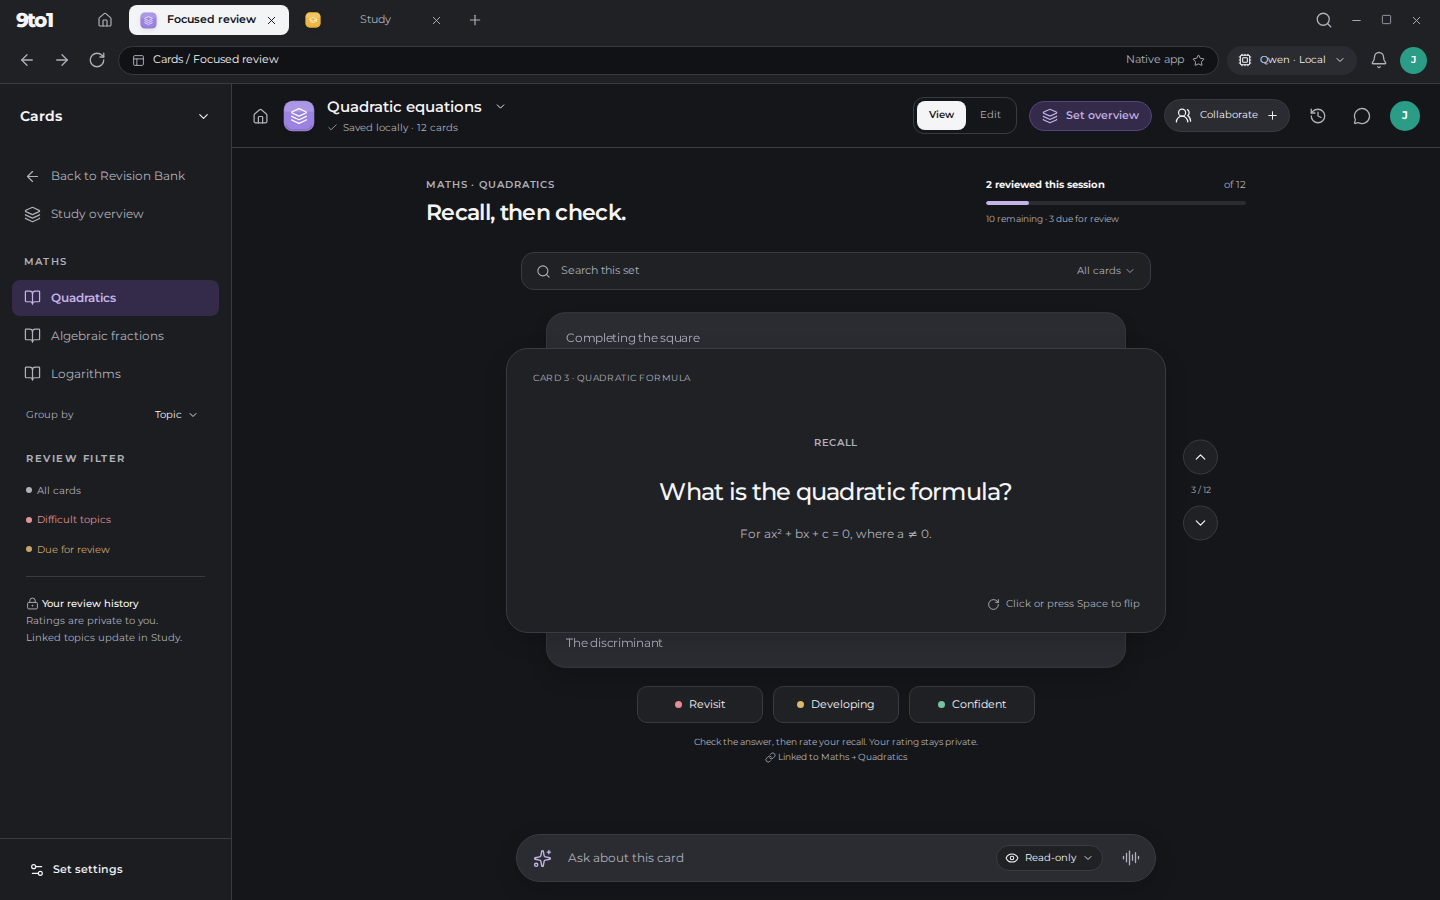 9to1
Focused review
Study
Cards / Focused review
Native app
Qwen · Local
J
Cards
Quadratic equations
Saved locally · 12 cards
View
Edit
Set overview
Collaborate
J
Back to Revision Bank
Study overview
MATHS
Quadratics
Algebraic fractions
Logarithms
Group by
Topic
REVIEW FILTER
All cards
Difficult topics
Due for review
Your review history
Ratings are private to you.
Linked topics update in Study.
Set settings
MATHS · QUADRATICS
Recall, then check.
2 reviewed this session
of 12
10 remaining · 3 due for review
Search this set
All cards
Completing the square
CARD 3 · QUADRATIC FORMULA
RECALL
What is the quadratic formula?
For ax² + bx + c = 0, where a ≠ 0.
Click or press Space to flip
3 / 12
The discriminant
Revisit
Developing
Confident
Check the answer, then rate your recall. Your rating stays private.
Linked to Maths → Quadratics
Ask about this card
Read-only